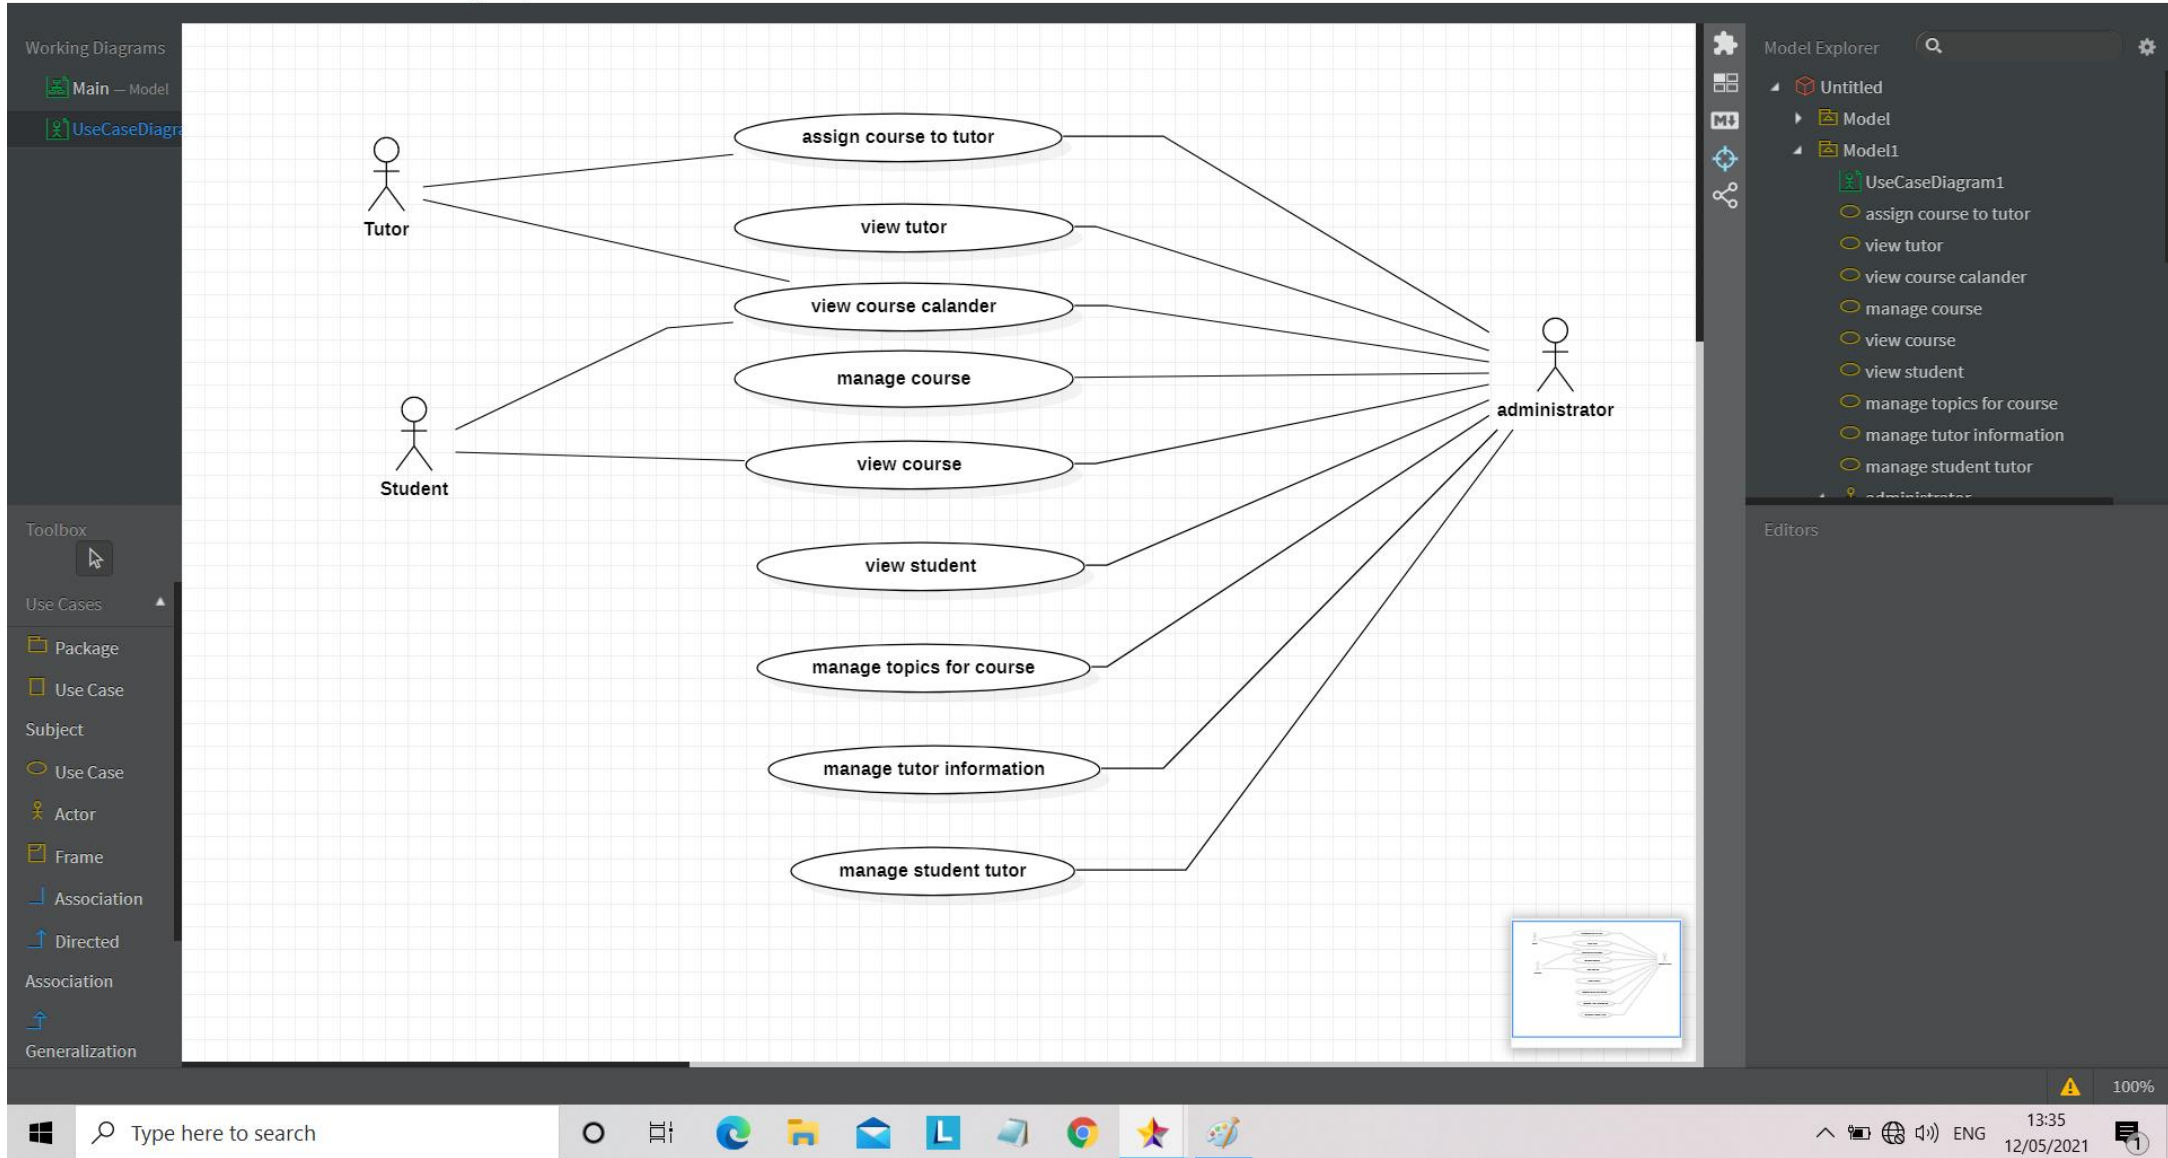 Working Diagrams
Main — Model
UseCaseDiagra
Toolbox
Use Cases
Package
Use Case
Subject
Use Case
Actor
Frame
Association
Directed
Association
Generalization
Tutor
Student
assign course to tutor
view tutor
view course calander
manage course
view course
view student
manage topics for course
manage tutor information
manage student tutor
administrator
Model Explorer
Untitled
Model
Model1
UseCaseDiagram1
assign course to tutor
view tutor
view course calander
manage course
view course
view student
manage topics for course
manage tutor information
manage student tutor
administrator
Editors
100%
Type here to search
L
ENG
13:35
12/05/2021
1